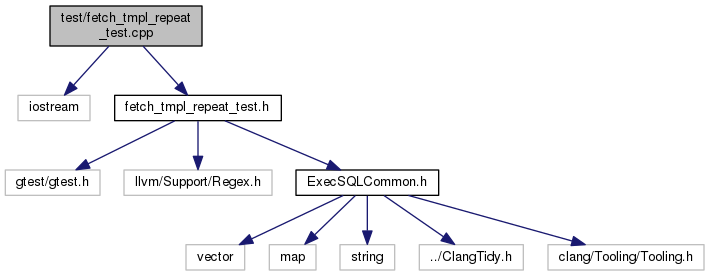 test/fetch_tmpl_repeat
_test.cpp
iostream
fetch_tmpl_repeat_test.h
gtest/gtest.h
llvm/Support/Regex.h
ExecSQLCommon.h
vector
map
string
../ClangTidy.h
clang/Tooling/Tooling.h